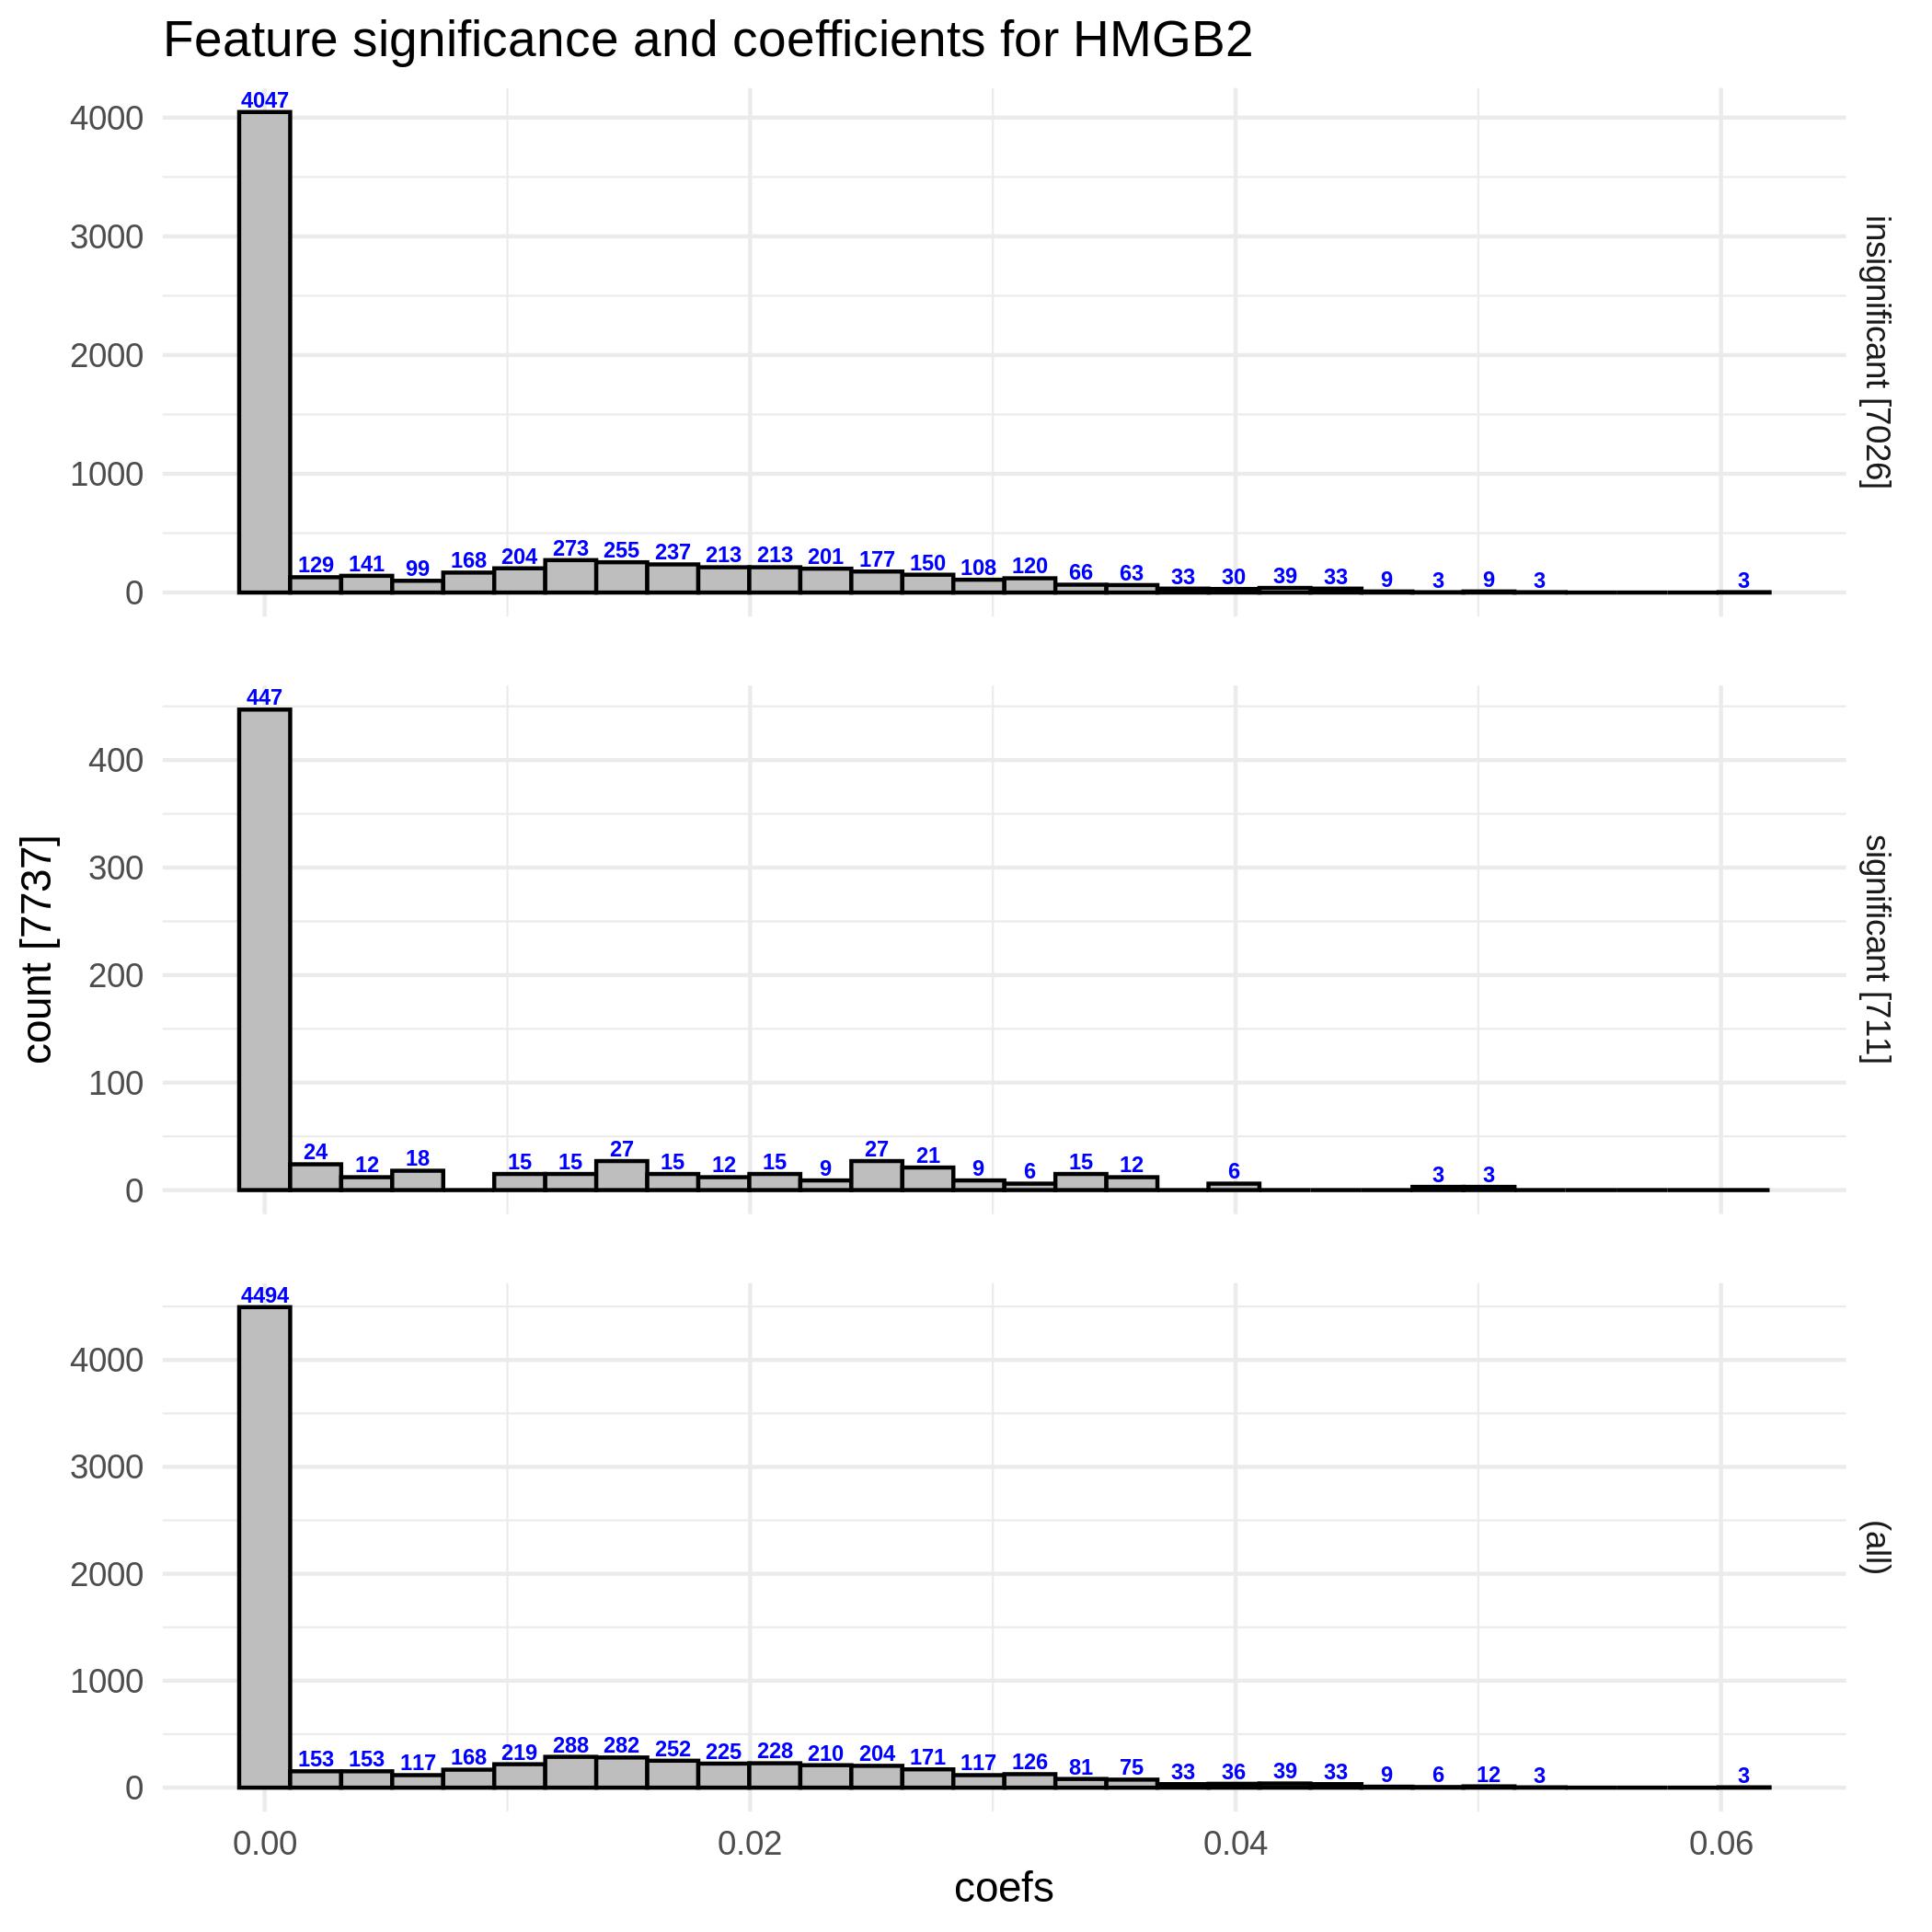 Feature significance and coefficients for HMGB2
count [7737]
4000
3000
2000
1000
0
4047
129 141 99 168 204 273 255 237 213 213 201 177 150 108 120 66 63 33 30 39 33 9 3 9 3 3
insignificant [7026]
400
300
200
100
0
447
24 12 18 15 15 27 15 12 15 9 27 21 9 6 15 12 6 3 3
significant [711]
4000
3000
2000
1000
0
4494
153 153 117 168 219 288 282 252 225 228 210 204 171 117 126 81 75 33 36 39 33 9 6 12 3 3
(all)
0.00 0.02 0.04 0.06
coefs